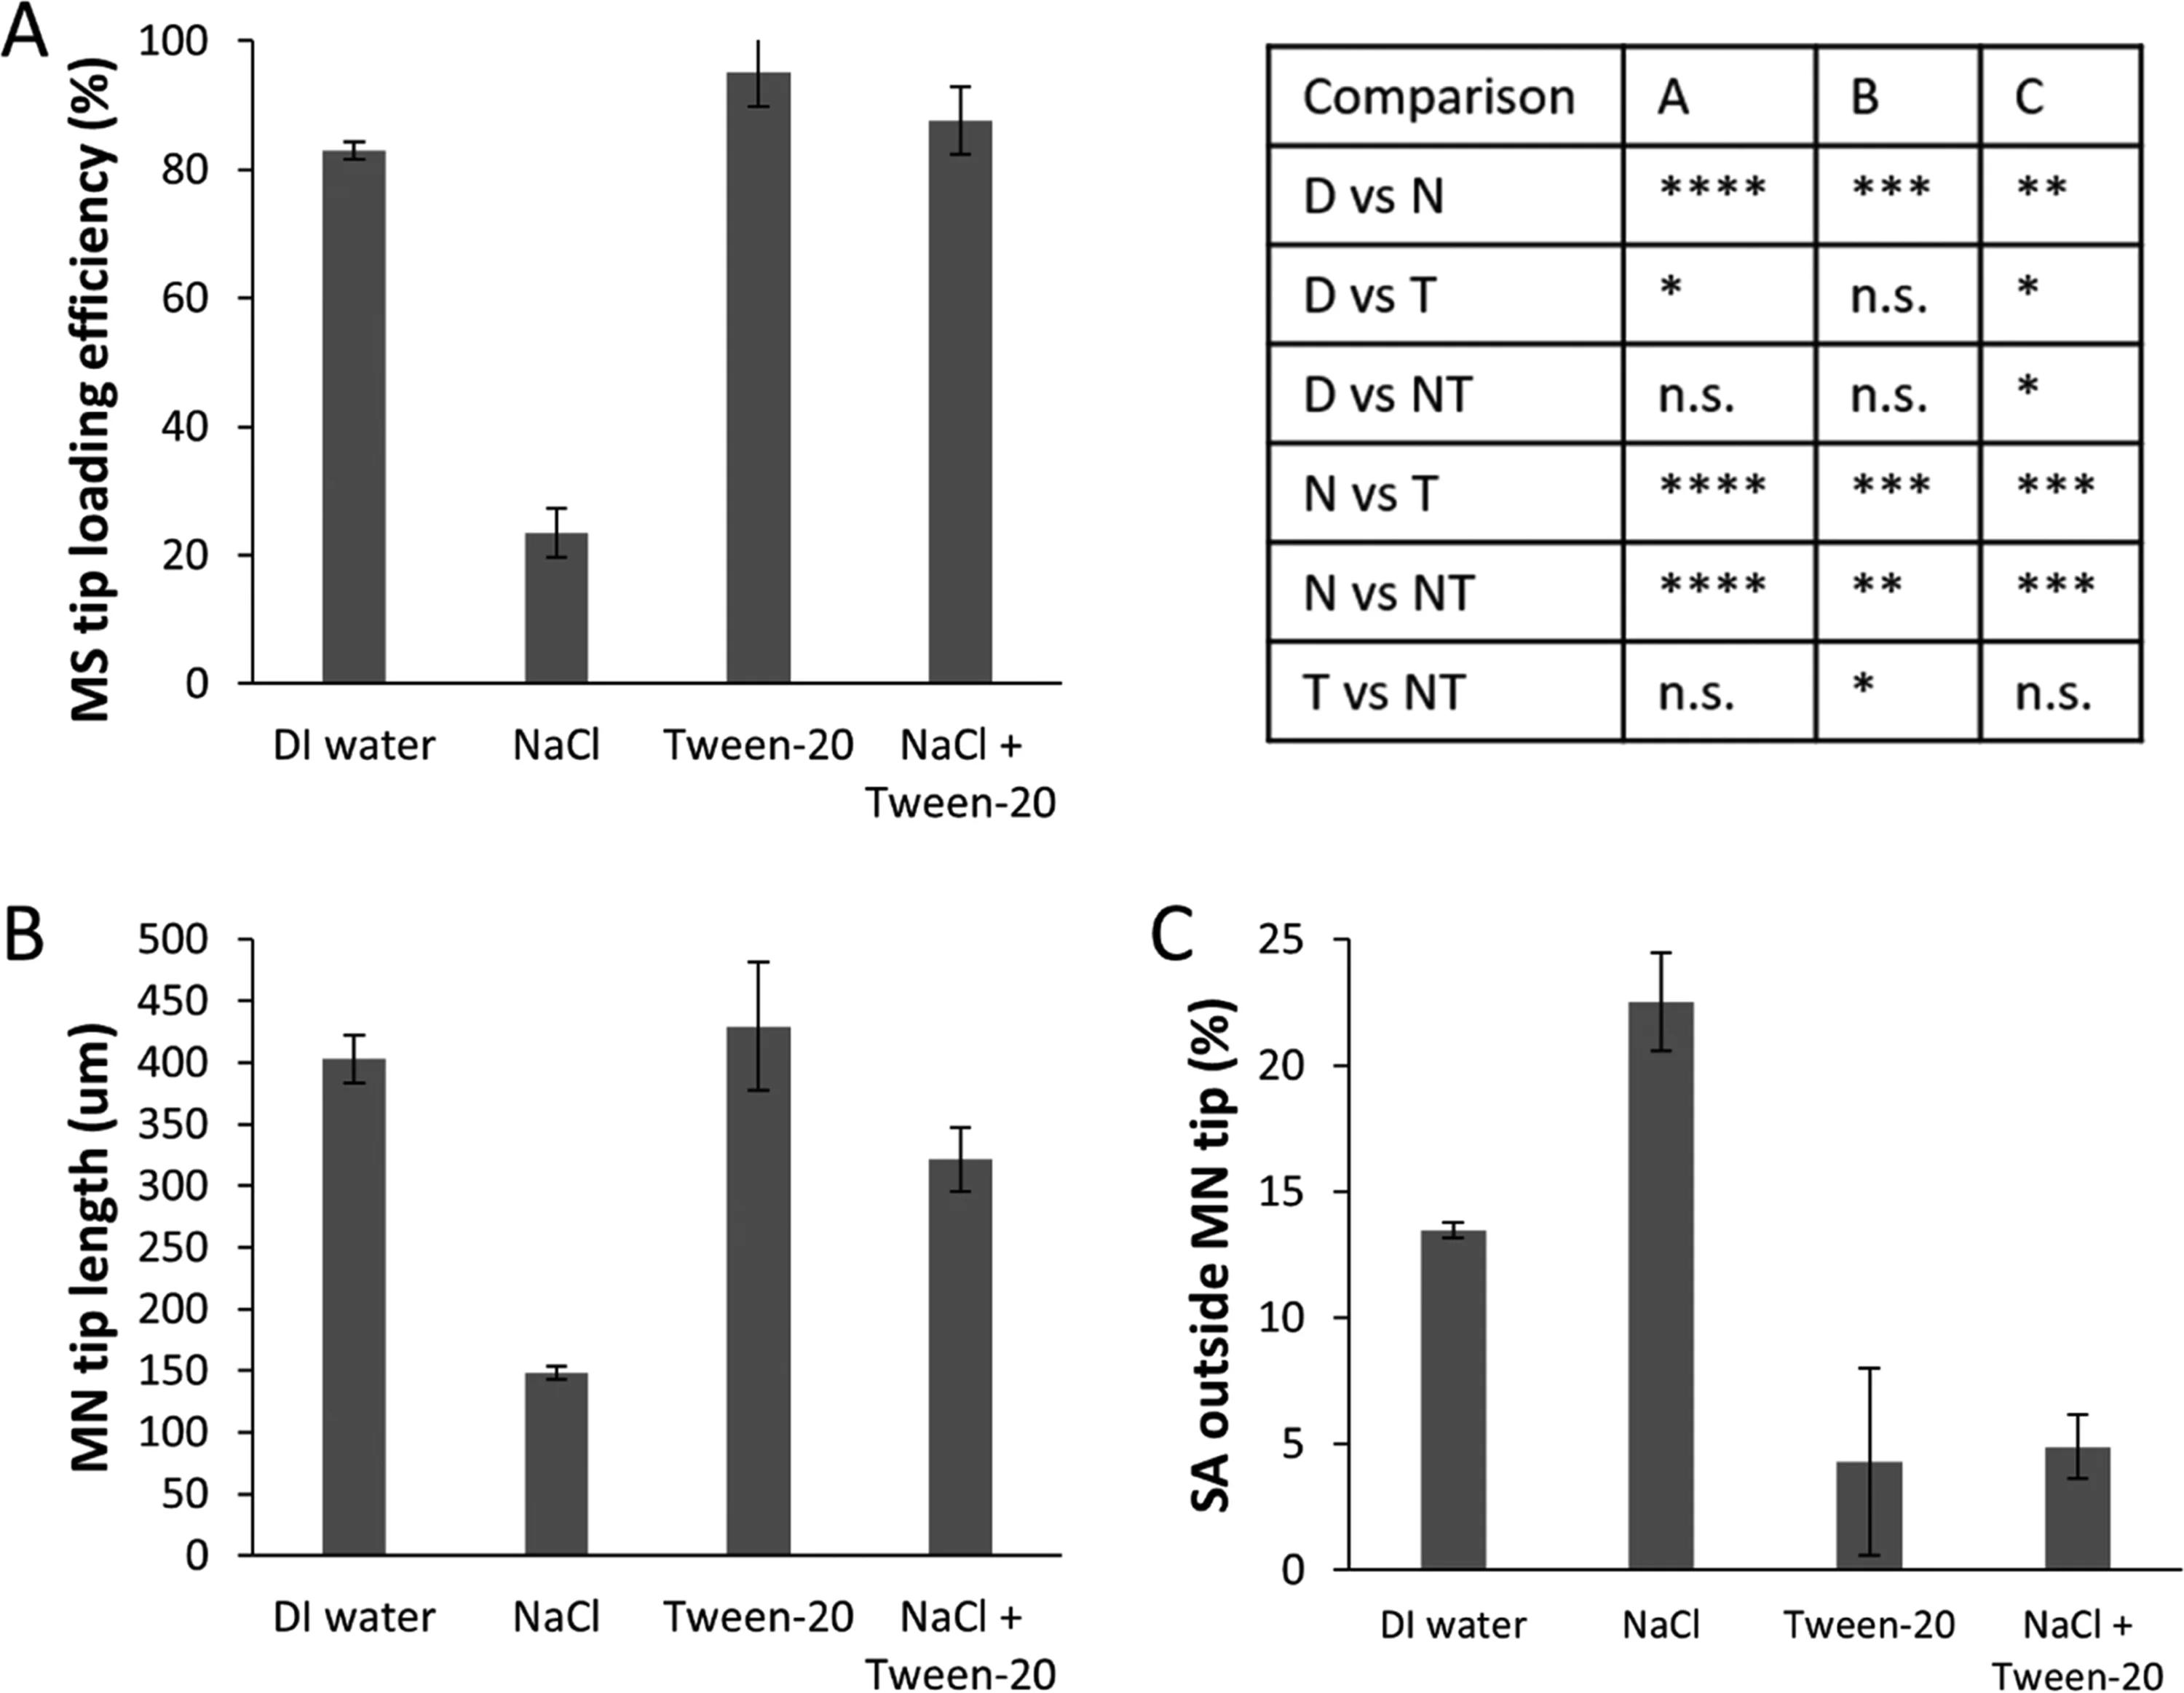 A
MS tip loading efficiency (%)
100
80
60
40
20
0
DI water NaCl Tween-20 NaCl +
Tween-20
Comparison A B C
D vs N **** *** **
D vs T * n.s. *
D vs NT n.s. n.s. *
N vs T **** *** ***
N vs NT **** ** ***
T vs NT n.s. * n.s.
B
MN tip length (um)
500
450
400
350
300
250
200
150
100
50
0
DI water NaCl Tween-20 NaCl +
Tween-20
C
SA outside MN tip (%)
25
20
15
10
5
0
DI water NaCl Tween-20 NaCl +
Tween-20